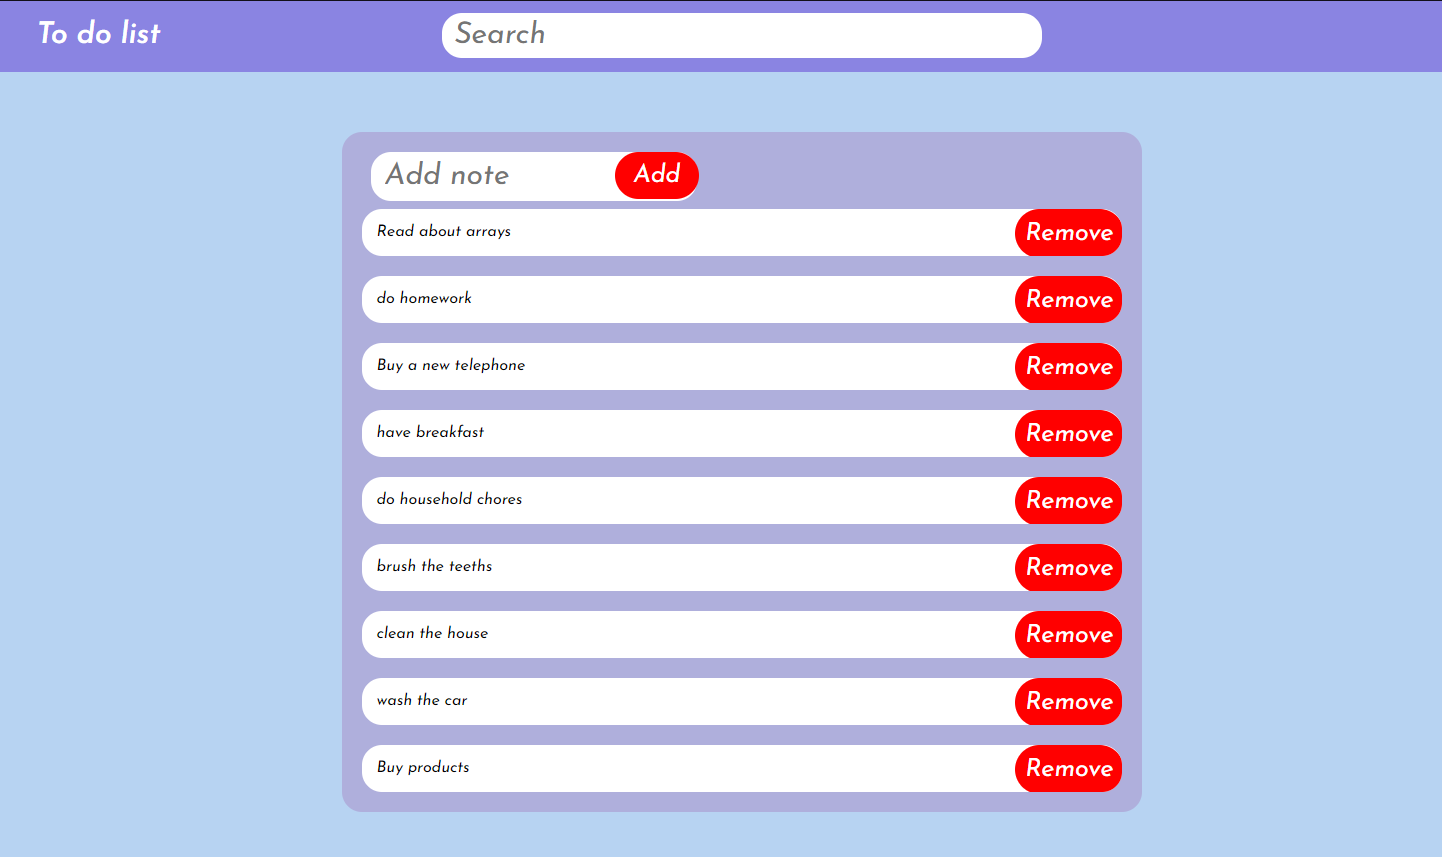 To do list
Search
Add note
Add
Read about arrays
Remove
do homework
Remove
Buy a new telephone
Remove
have breakfast
Remove
do household chores
Remove
brush the teeths
Remove
clean the house
Remove
wash the car
Remove
Buy products
Remove